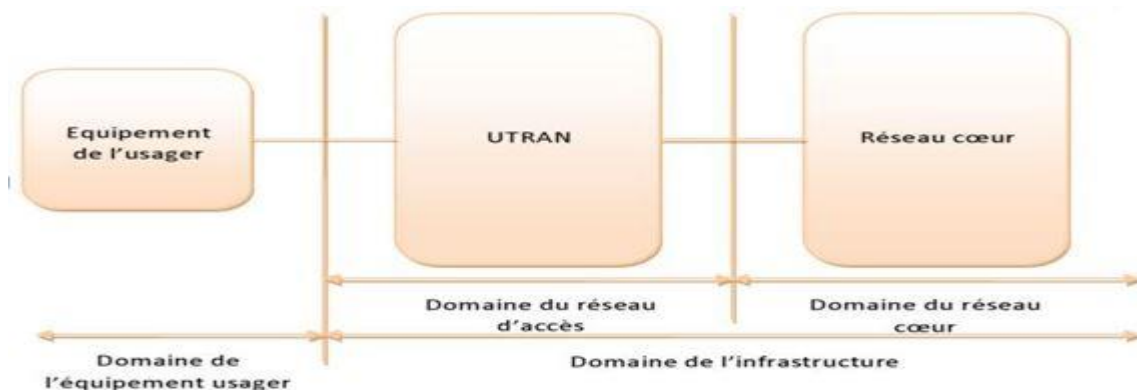 Equipement
de l'usager
UTRAN
Réseau cœur
Domaine du réseau
d'accès
Domaine du réseau
cœur
Domaine de
l'équipement usager
Domaine de l'infrastructure